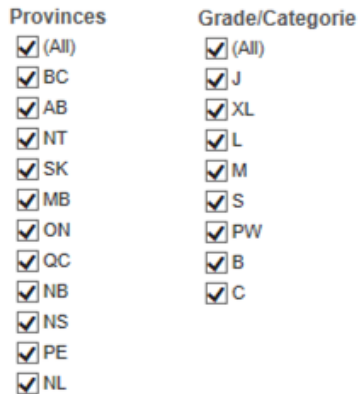 Provinces
(All)
BC
AB
NT
SK
MB
ON
QC
NB
NS
PE
NL
Grade/Categorie
(All)
J
XL
L
M
S
PW
B
C